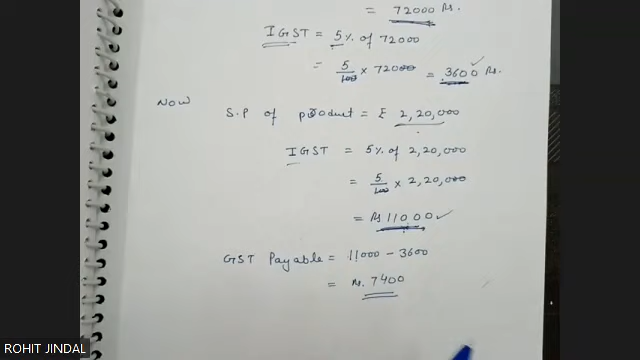 = 72000 Rs.
IGST = 5% of 72000
= 5/100 x 72000 = 3600 Rs.
Now
S.P of product = ₹ 2,20,000
IGST = 5% of 2,20,000
= 5/100 x 2,20,000
= Rs 11000
GST Payable = 11000 - 3600
= Rs. 7400
ROHIT JINDAL